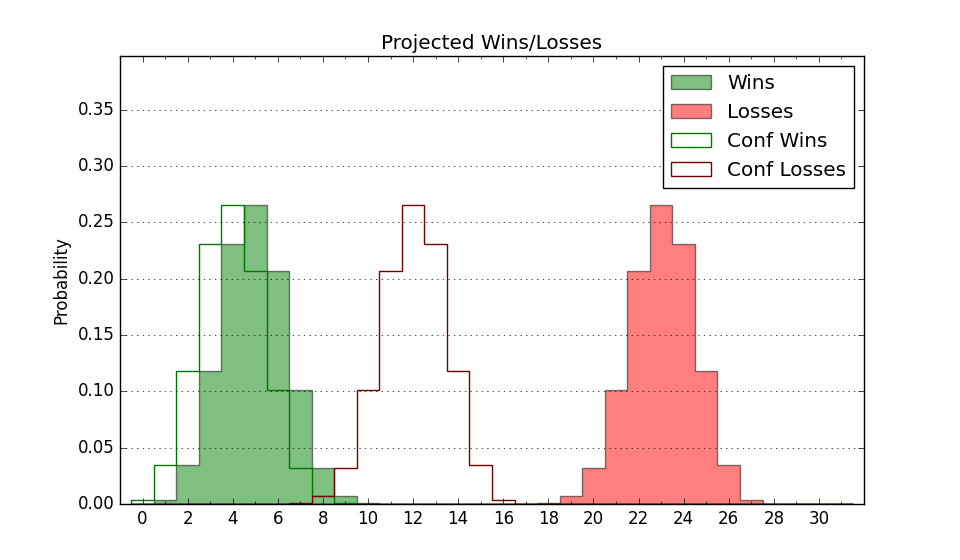 Projected Wins/Losses
Wins
Losses
Conf Wins
Conf Losses
Probability
0.35
0.30
0.25
0.20
0.15
0.10
0.05
0.00
0 2 4 6 8 10 12 14 16 18 20 22 24 26 28 30